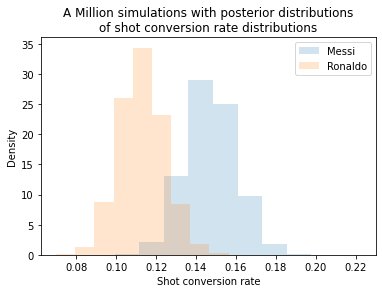 A Million simulations with posterior distributions
of shot conversion rate distributions
Messi
Ronaldo
Density
35
30
25
20
15
10
5
0
0.08 0.10 0.12 0.14 0.16 0.18 0.20 0.22
Shot conversion rate